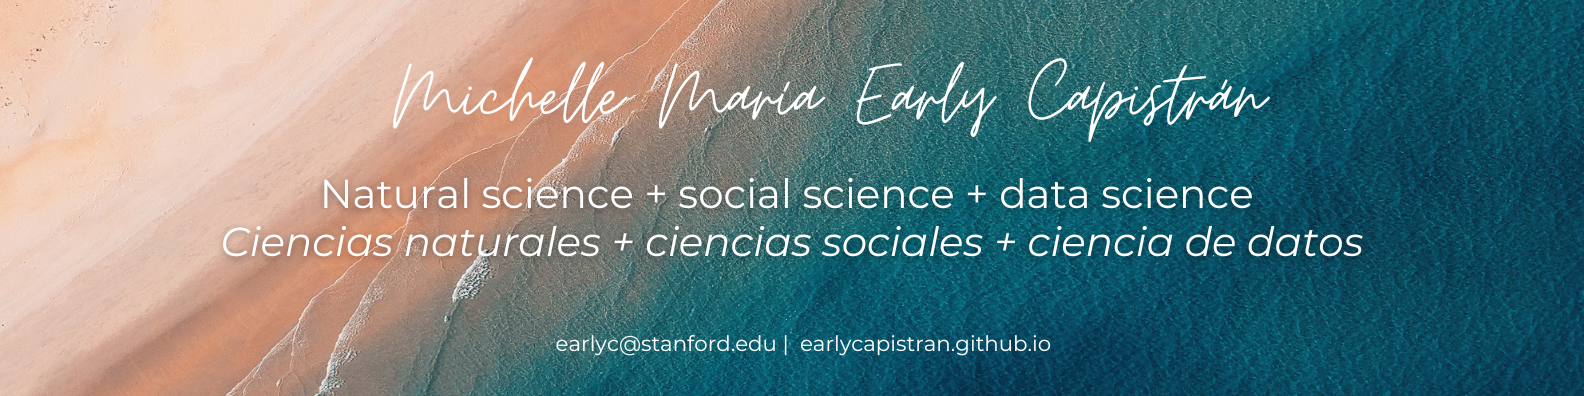 Michelle María Early Capistrán
Natural science + social science + data science
Ciencias naturales + ciencias sociales + ciencia de datos
earlyc@stanford.edu | earlycapistran.github.io